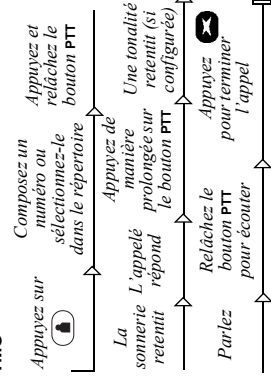 Appuyez sur
Composez un
numéro ou
sélectionnez-le
dans le répertoire
Appuyez et
relâchez le
bouton PTT
La
sonnerie
retentit
L'appelé
répond
Appuyez de
manière
prolongée sur
le bouton PTT
Une tonalité
retentit (si
configurée)
Parlez
Relâchez le
bouton PTT
pour écouter
Appuyez
pour terminer
l'appel